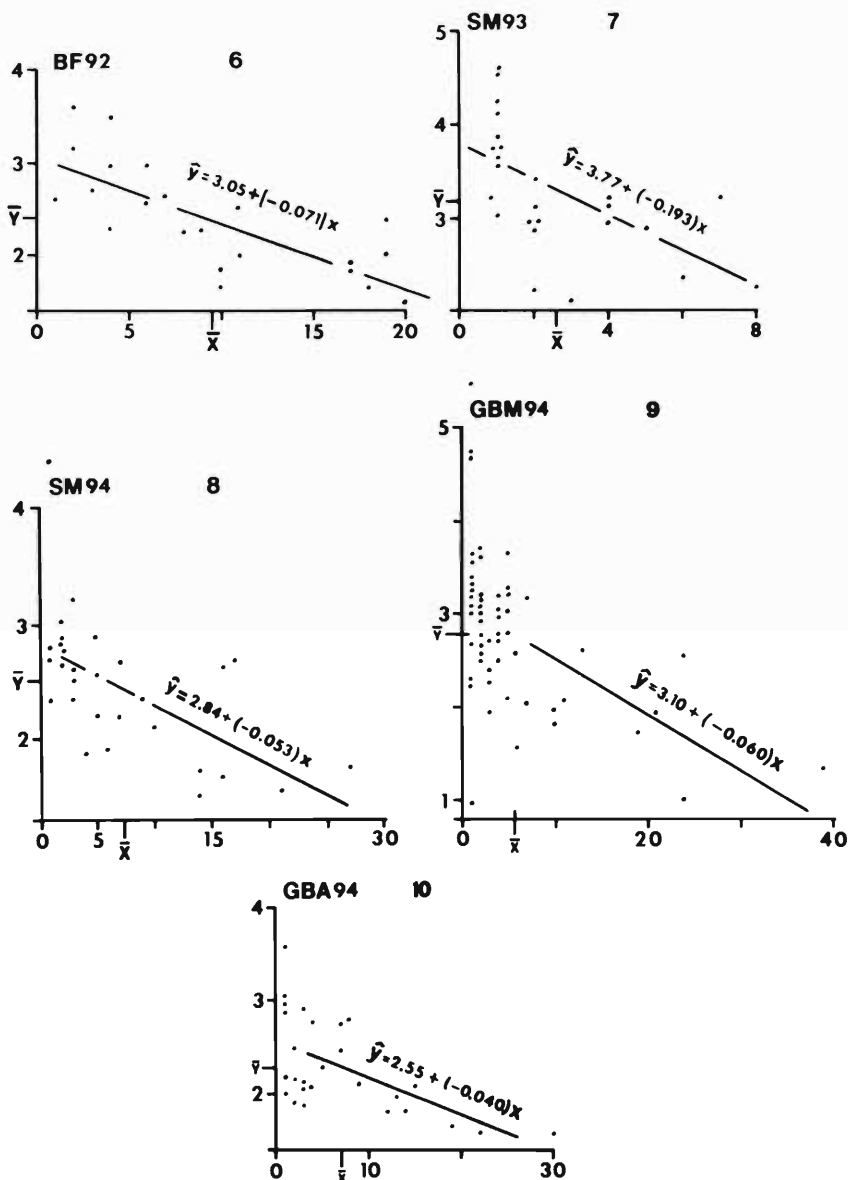 BF92 6
4
3
Ȳ
2
ŷ = 3.05+[-0.071]x
0 5 X̄ 15 20
SM93 7
5
4
Ȳ
3
ŷ = 3.77+(-0.193)x
0 X̄ 4 8
SM94 8
4
3
Ȳ
2
ŷ = 2.84+(-0.053)x
0 5 X̄ 15 30
GBM94 9
5
3
Ȳ
1
ŷ = 3.10+(-0.060)X
0 X̄ 20 40
GBA94 10
4
3
Ȳ
2
ŷ = 2.55+(-0.040)X
0 X̄ 10 30